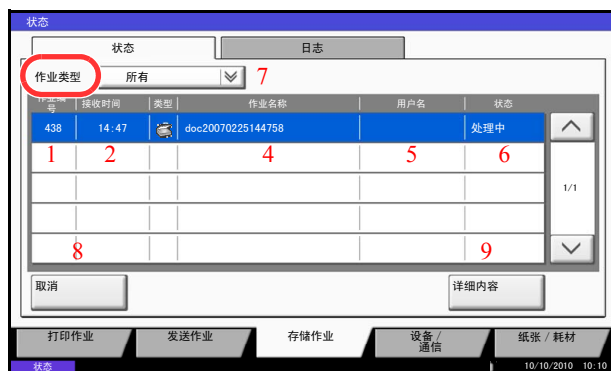 状态
状态 日志
作业类型 所有 7
作业编号 接收时间 类型 作业名称 用户名 状态
438 14:47 doc20070225144758 处理中
1 2 4 5 6
1/1
8 9
取消 详细内容
打印作业 发送作业 存储作业 设备/通信 纸张/耗材
状态 10/10/2010 10:10